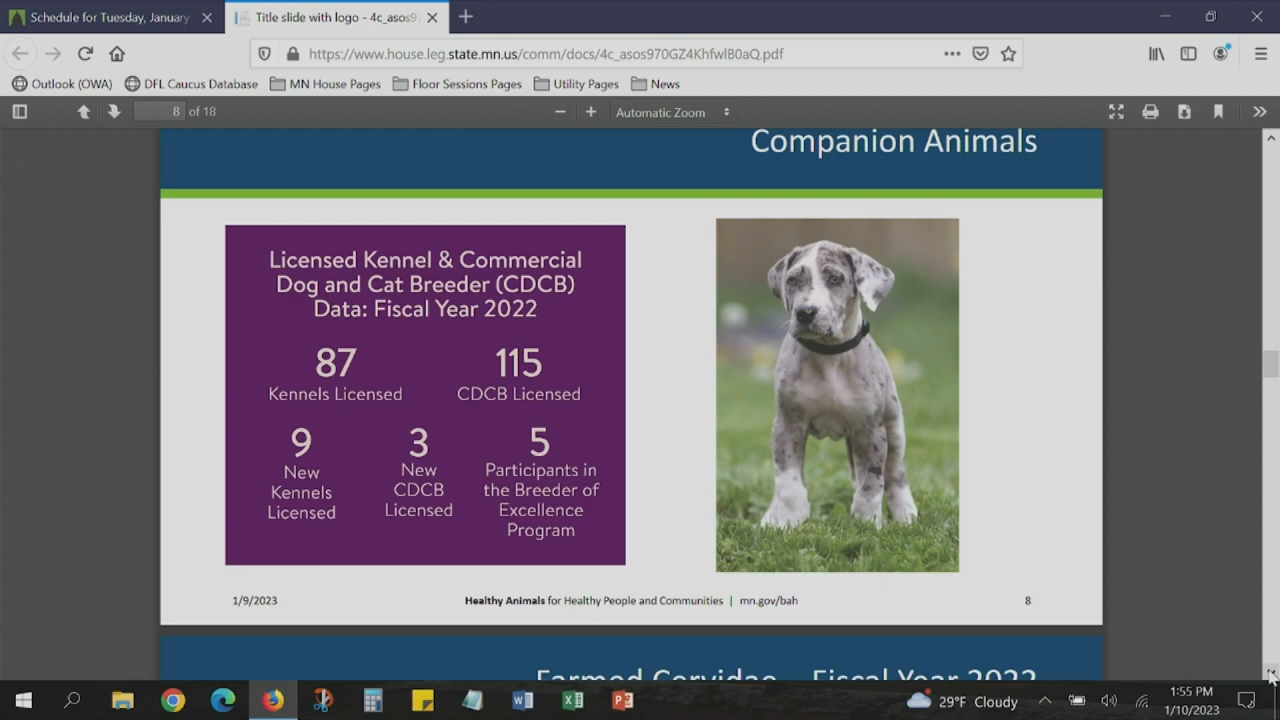 Schedule for Tuesday, January
Title slide with logo - 4c_asos97
https://www.house.leg.state.mn.us/comm/docs/4c_asos970GZ4KhfwlB0aQ.pdf
Outlook (OWA) DFL Caucus Database MN House Pages Floor Sessions Pages Utility Pages News
8 of 18 Automatic Zoom
Companion Animals
Licensed Kennel & Commercial
Dog and Cat Breeder (CDCB)
Data: Fiscal Year 2022
87 115
Kennels Licensed CDCB Licensed
9
New
Kennels
Licensed
3
New
CDCB
Licensed
5
Participants in
the Breeder of
Excellence
Program
1/9/2023 Healthy Animals for Healthy People and Communities | mn.gov/bah 8
Farmed Cervidae – Fiscal Year 2022
29°F Cloudy
1:55 PM
1/10/2023